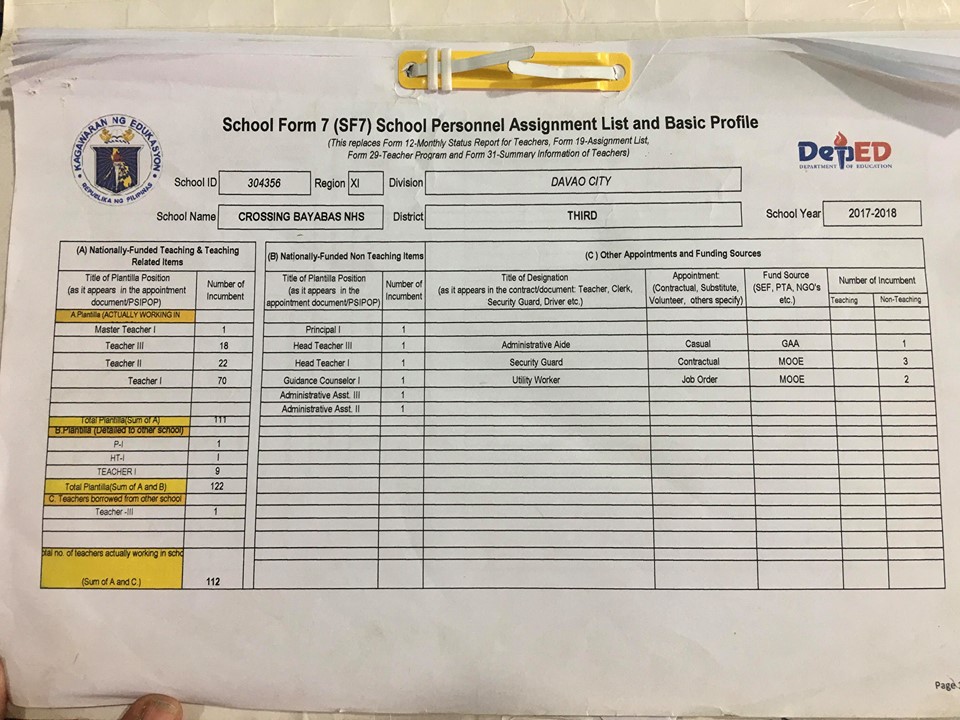 School Form 7 (SF7) School Personnel Assignment List and Basic Profile
(This replaces Form 12-Monthly Status Report for Teachers, Form 19-Assignment List,
Form 29-Teacher Program and Form 31-Summary Information of Teachers)
KAGAWARAN NG EDUKASYON
REPUBLIKA NG PILIPINAS
DepED
DEPARTMENT OF EDUCATION
School ID 304356 Region XI Division DAVAO CITY
School Name CROSSING BAYABAS NHS District THIRD School Year 2017-2018
(A) Nationally-Funded Teaching & Teaching
Related Items
Title of Plantilla Position
(as it appears in the appointment
document/PSIPOP)
Number of
Incumbent
A.Plantilla (ACTUALLY WORKING IN
Master Teacher I 1
Teacher III 18
Teacher II 22
Teacher I 70
Total Plantilla(Sum of A) 111
B.Plantilla (Detailed to other school)
P-I 1
HT-I I
TEACHER I 9
Total Plantilla(Sum of A and B) 122
C. Teachers borrowed from other school
Teacher -III 1
tal no. of teachers actually working in scho
(Sum of A and C.) 112
(B) Nationally-Funded Non Teaching Items
Title of Plantilla Position
(as it appears in the
appointment document/PSIPOP)
Number of
Incumbent
Principal I 1
Head Teacher III 1
Head Teacher I 1
Guidance Counselor I 1
Administrative Asst. III 1
Administrative Asst. II 1
(C ) Other Appointments and Funding Sources
Title of Designation
(as it appears in the contract/document: Teacher, Clerk,
Security Guard, Driver etc.)
Appointment:
(Contractual, Substitute,
Volunteer, others specify)
Fund Source
(SEF, PTA, NGO's
etc.)
Number of Incumbent
Teaching Non-Teaching
Administrative Aide Casual GAA 1
Security Guard Contractual MOOE 3
Utility Worker Job Order MOOE 2
Page